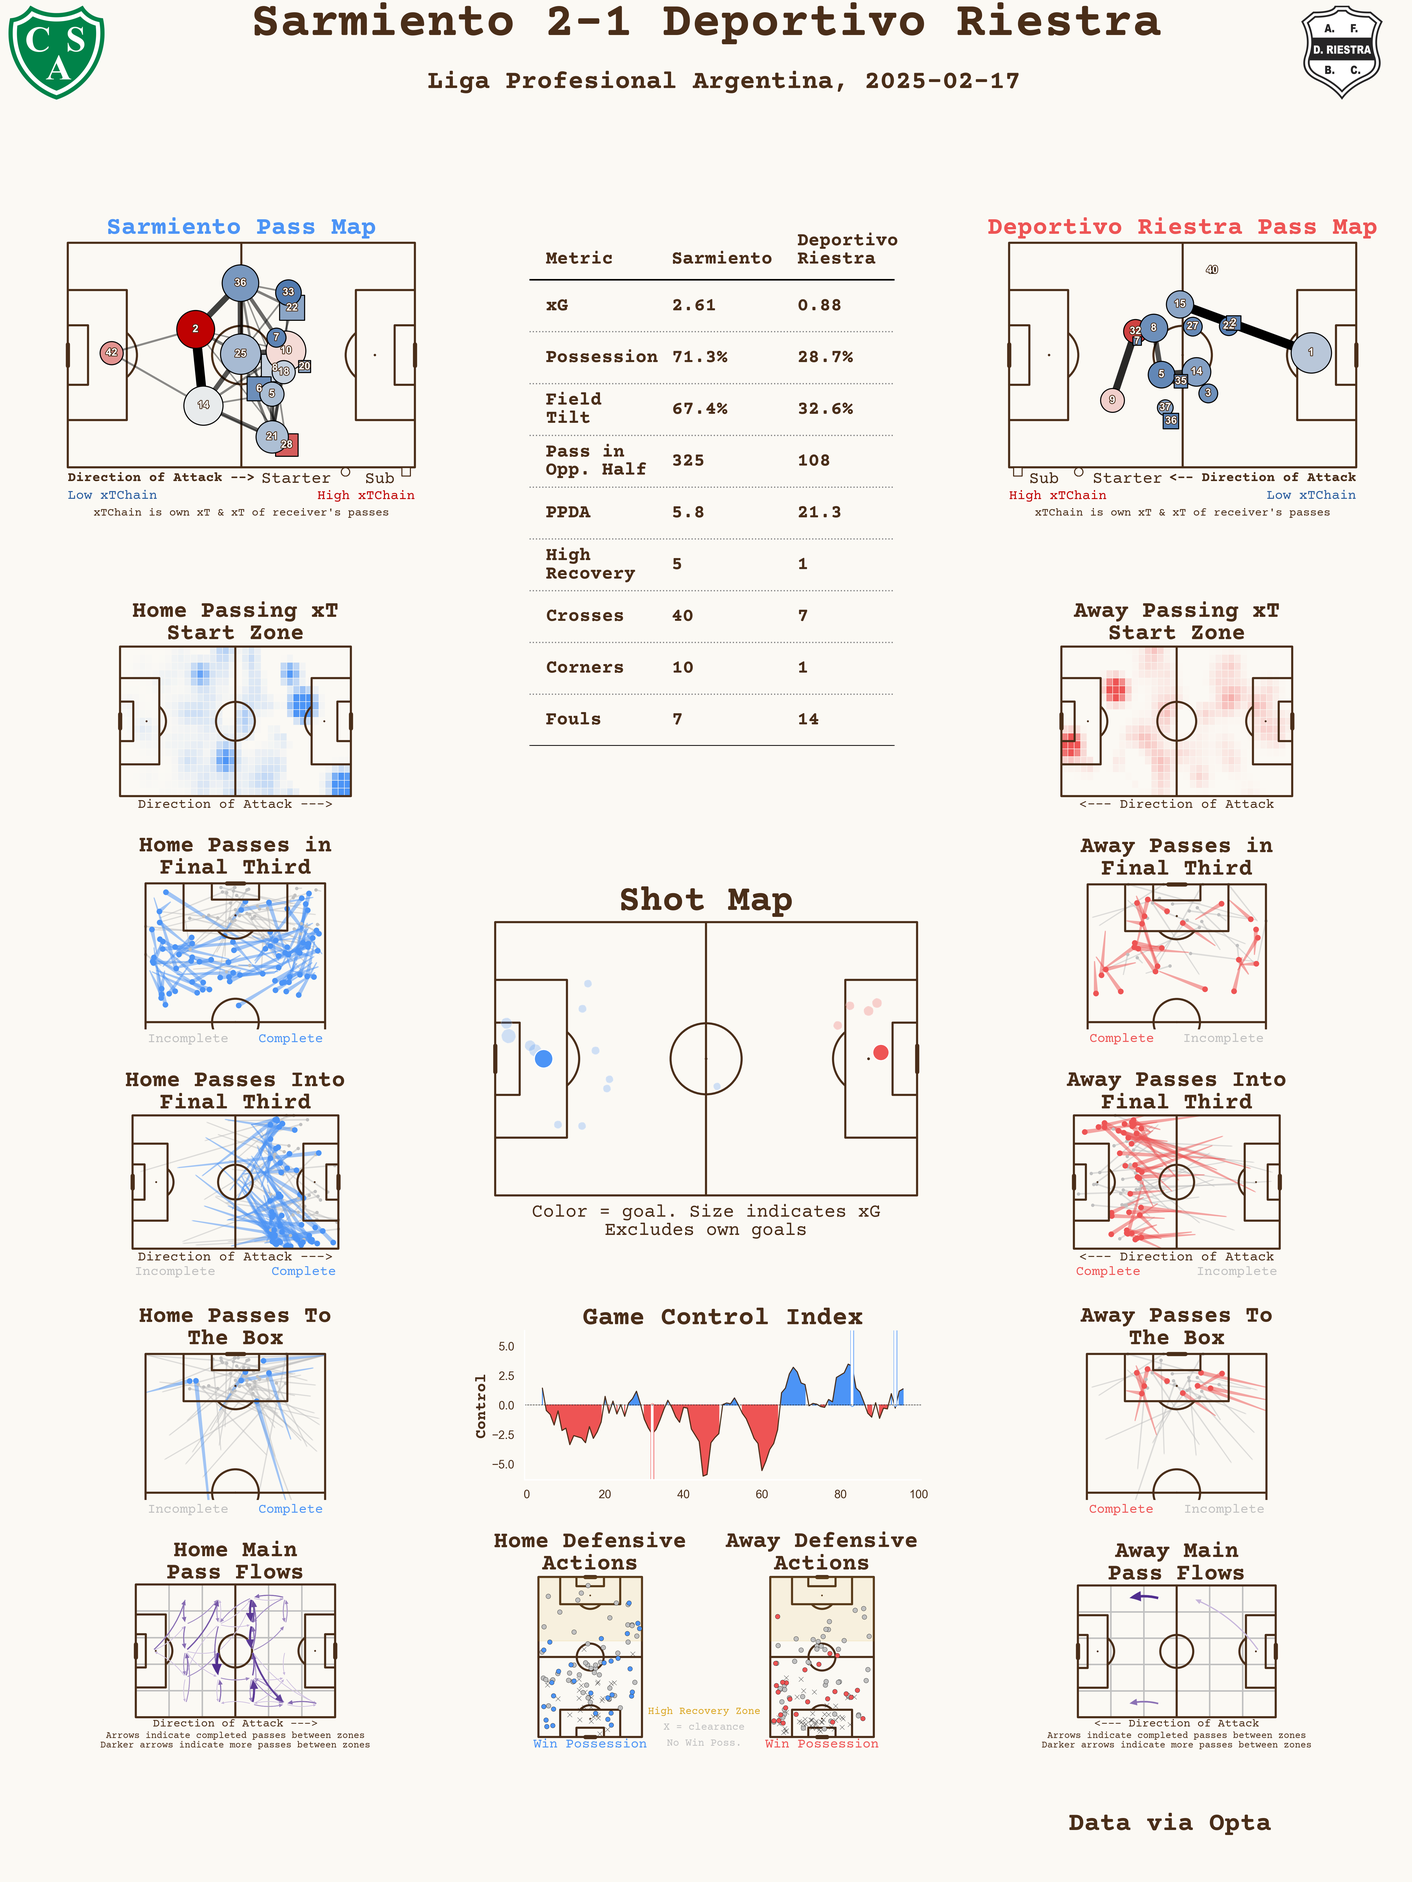 Sarmiento 2-1 Deportivo Riestra
Liga Profesional Argentina, 2025-02-17
C S
A
A. F.
D. RIESTRA
B. C.
Sarmiento Pass Map
36
33
22
2
7
42
25
10
8
18
20
6
5
14
21
28
Direction of Attack --> Starter Sub
Low xTChain High xTChain
xTChain is own xT & xT of receiver's passes
Metric Sarmiento Deportivo Riestra
xG 2.61 0.88
Possession 71.3% 28.7%
Field Tilt 67.4% 32.6%
Pass in Opp. Half 325 108
PPDA 5.8 21.3
High Recovery 5 1
Crosses 40 7
Corners 10 1
Fouls 7 14
Deportivo Riestra Pass Map
40
15
32
7
8
27
22
2
1
5
14
35
9
3
37
36
Sub Starter <-- Direction of Attack
High xTChain Low xTChain
xTChain is own xT & xT of receiver's passes
Home Passing xT
Start Zone
Direction of Attack --->
Away Passing xT
Start Zone
<--- Direction of Attack
Home Passes in
Final Third
Incomplete Complete
Away Passes in
Final Third
Complete Incomplete
Shot Map
Color = goal. Size indicates xG
Excludes own goals
Home Passes Into
Final Third
Direction of Attack --->
Incomplete Complete
Away Passes Into
Final Third
<--- Direction of Attack
Complete Incomplete
Home Passes To
The Box
Incomplete Complete
Game Control Index
Control
5.0
2.5
0.0
−2.5
−5.0
0 20 40 60 80 100
Away Passes To
The Box
Complete Incomplete
Home Main
Pass Flows
Direction of Attack --->
Arrows indicate completed passes between zones
Darker arrows indicate more passes between zones
Home Defensive
Actions
Win Possession
High Recovery Zone
X = clearance
No Win Poss.
Away Defensive
Actions
Win Possession
Away Main
Pass Flows
<--- Direction of Attack
Arrows indicate completed passes between zones
Darker arrows indicate more passes between zones
Data via Opta